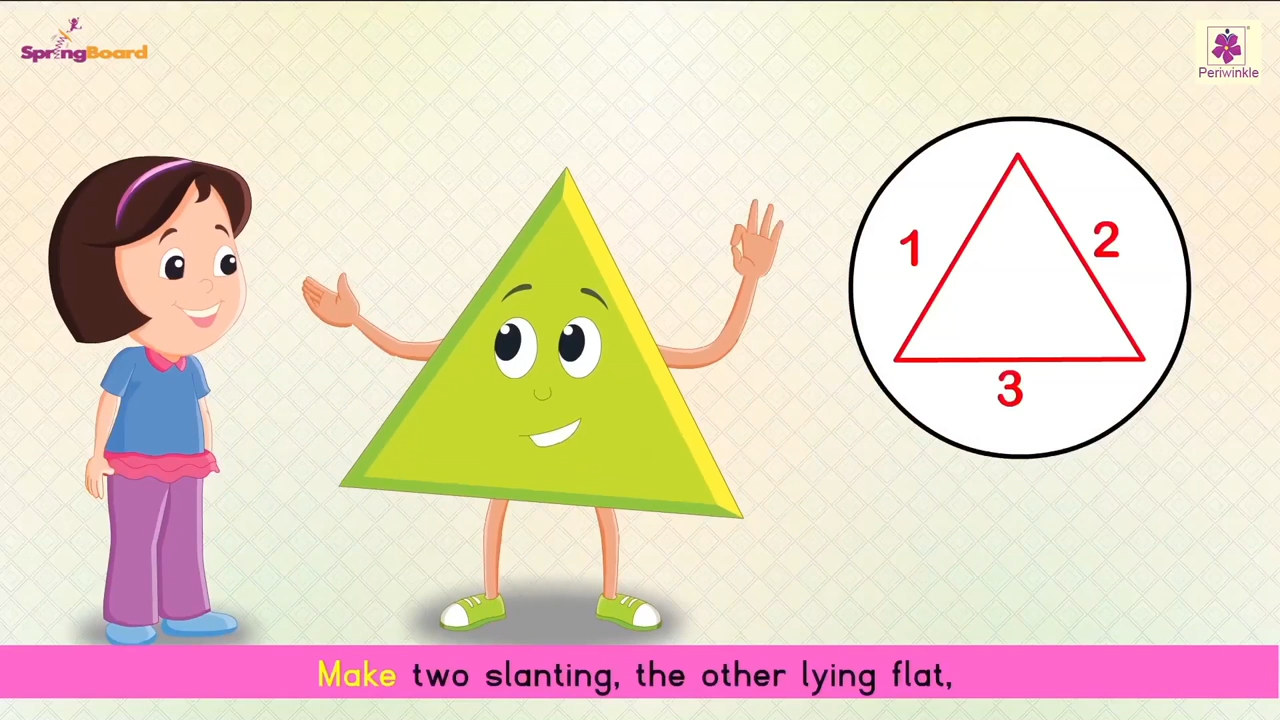 SpringBoard
Periwinkle
1
2
3
Make two slanting, the other lying flat,